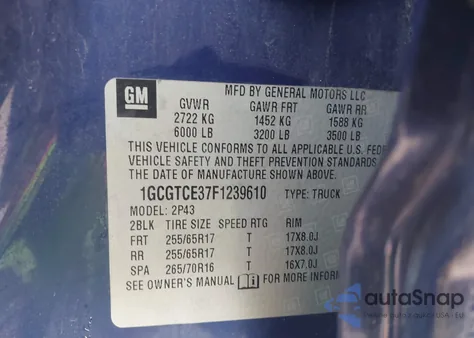 GM
MFD BY GENERAL MOTORS LLC
GVWR GAWR FRT GAWR RR
2722 KG 1452 KG 1588 KG
6000 LB 3200 LB 3500 LB
THIS VEHICLE CONFORMS TO ALL APPLICABLE U.S. FED
VEHICLE SAFETY AND THEFT PREVENTION STANDARDS
THE DATE OF MANUFACTURE SHOWN ABOVE.
1GCGTCE37F1239610 TYPE: TRUCK
MODEL: 2P43
2BLK TIRE SIZE SPEED RTG RIM
FRT 255/65R17 T 17X8.0J
RR 255/65R17 T 17X8.0J
SPA 265/70R16 T 16X7.0J
SEE OWNER'S MANUAL FOR MORE INFORM
autoSnap